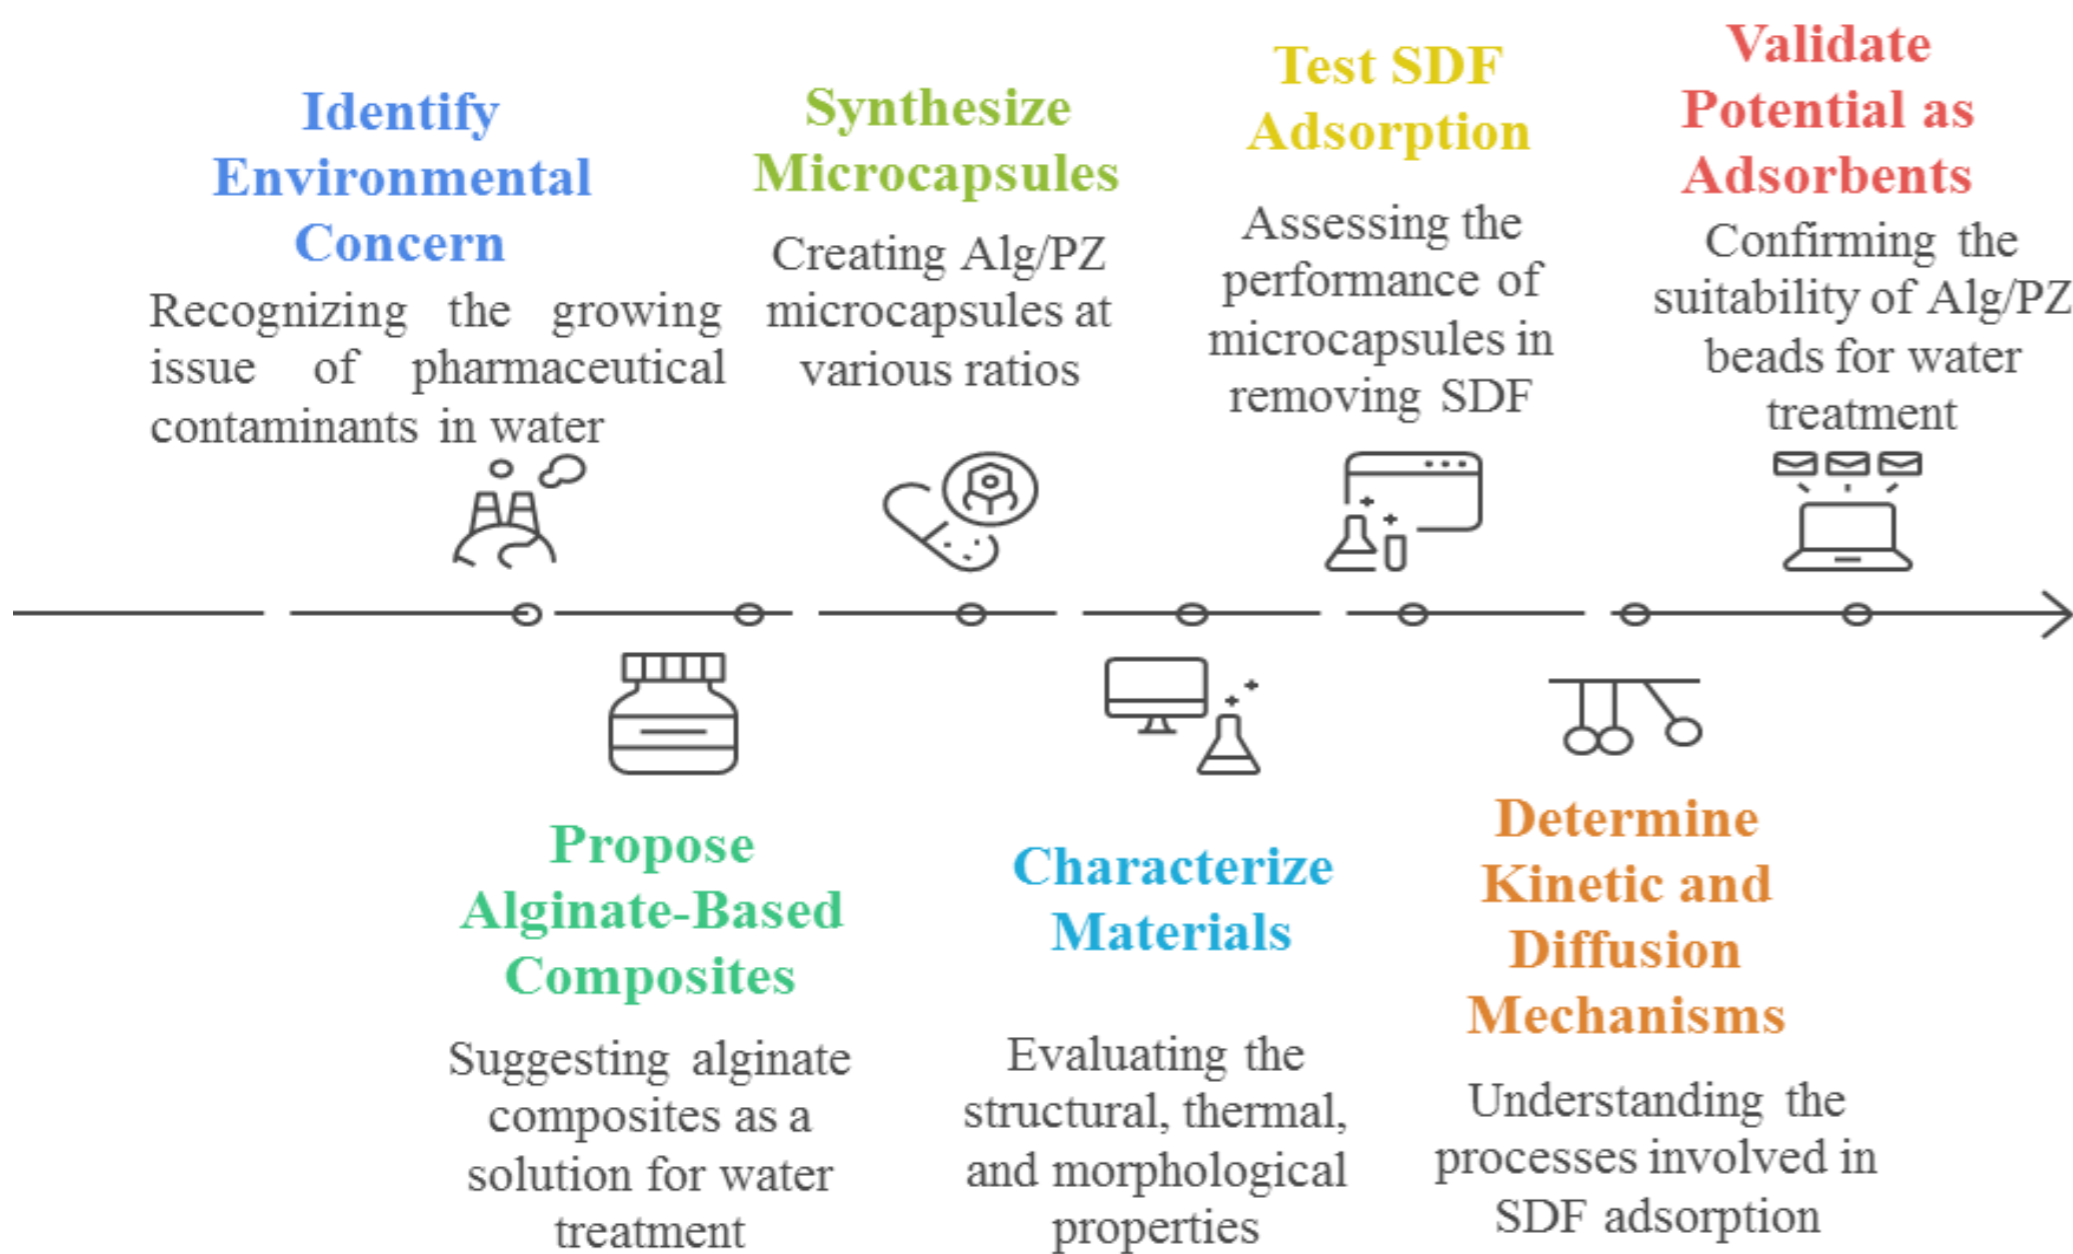 Identify
Environmental
Concern
Recognizing the growing
issue of pharmaceutical
contaminants in water
Propose
Alginate-Based
Composites
Suggesting alginate
composites as a
solution for water
treatment
Synthesize
Microcapsules
Creating Alg/PZ
microcapsules at
various ratios
Characterize
Materials
Evaluating the
structural, thermal,
and morphological
properties
Test SDF
Adsorption
Assessing the
performance of
microcapsules in
removing SDF
Determine
Kinetic and
Diffusion
Mechanisms
Understanding the
processes involved in
SDF adsorption
Validate
Potential as
Adsorbents
Confirming the
suitability of Alg/PZ
beads for water
treatment